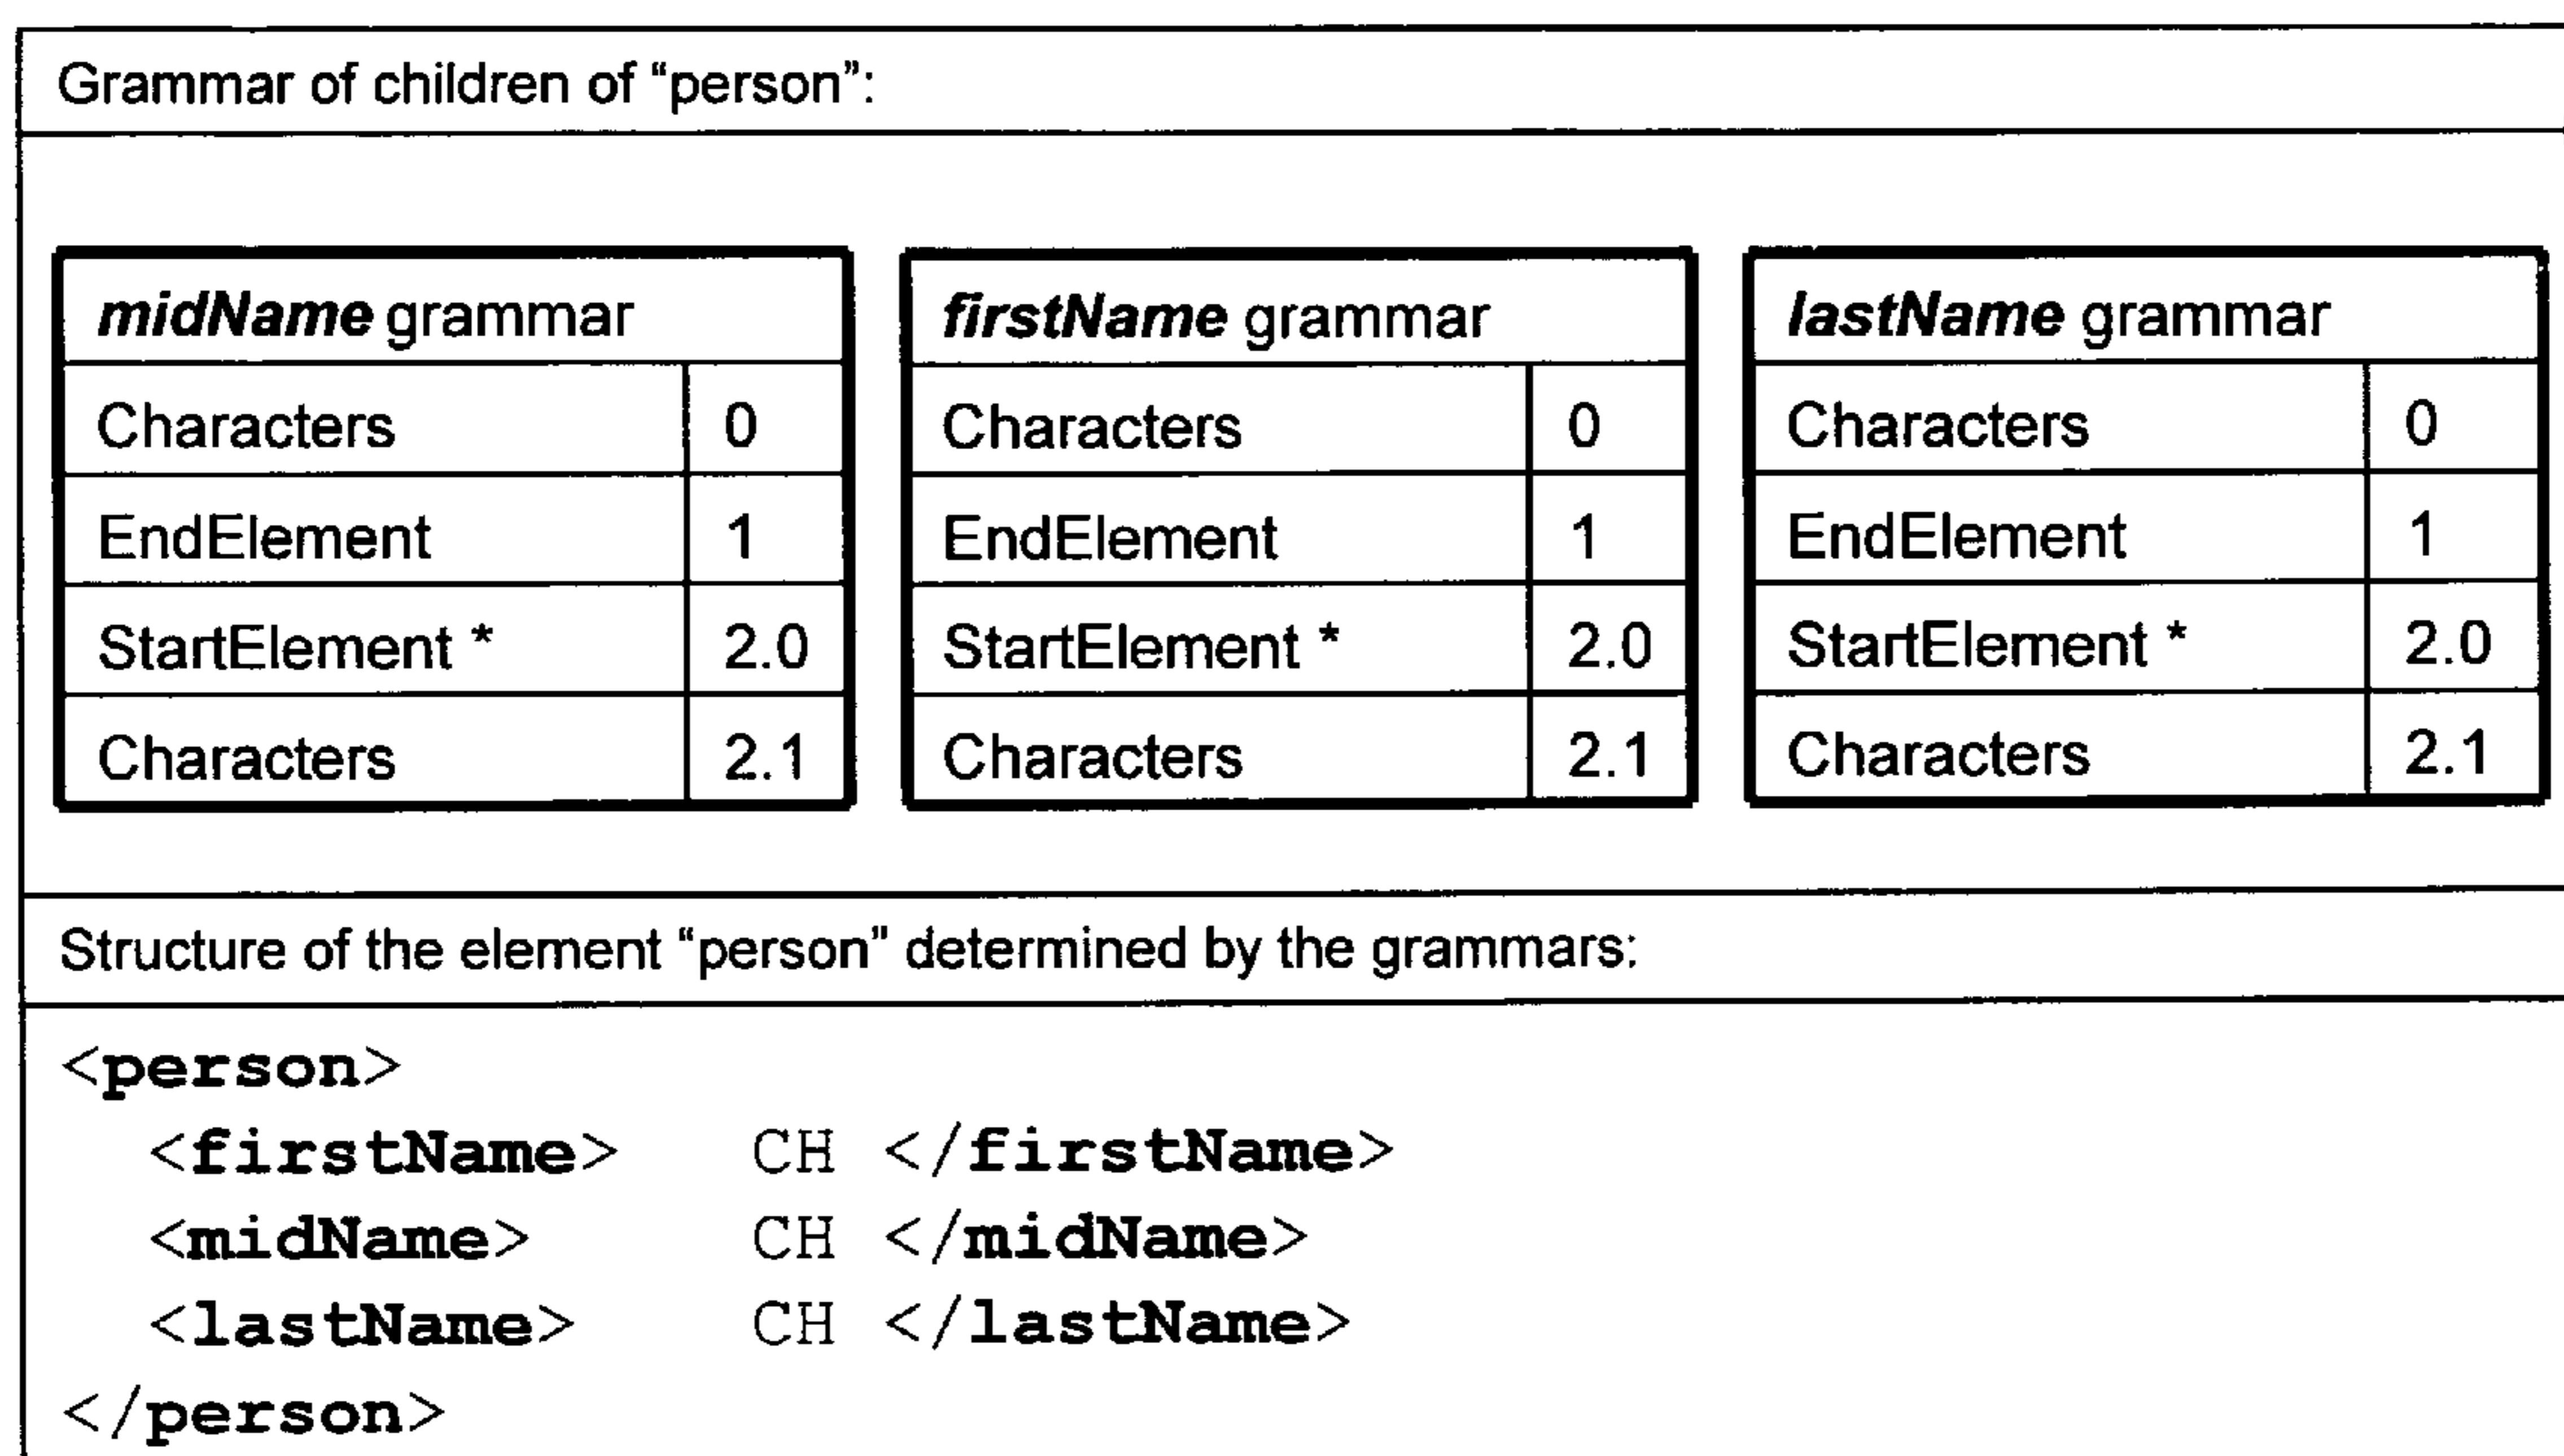 Grammar of children of “person”:
midName grammar
Characters 0
EndElement 1
StartElement * 2.0
Characters 2.1
firstName grammar
Characters 0
EndElement 1
StartElement * 2.0
Characters 2.1
lastName grammar
Characters 0
EndElement 1
StartElement * 2.0
Characters 2.1
Structure of the element “person” determined by the grammars:
<person>
<firstName> CH </firstName>
<midName> CH </midName>
<lastName> CH </lastName>
</person>